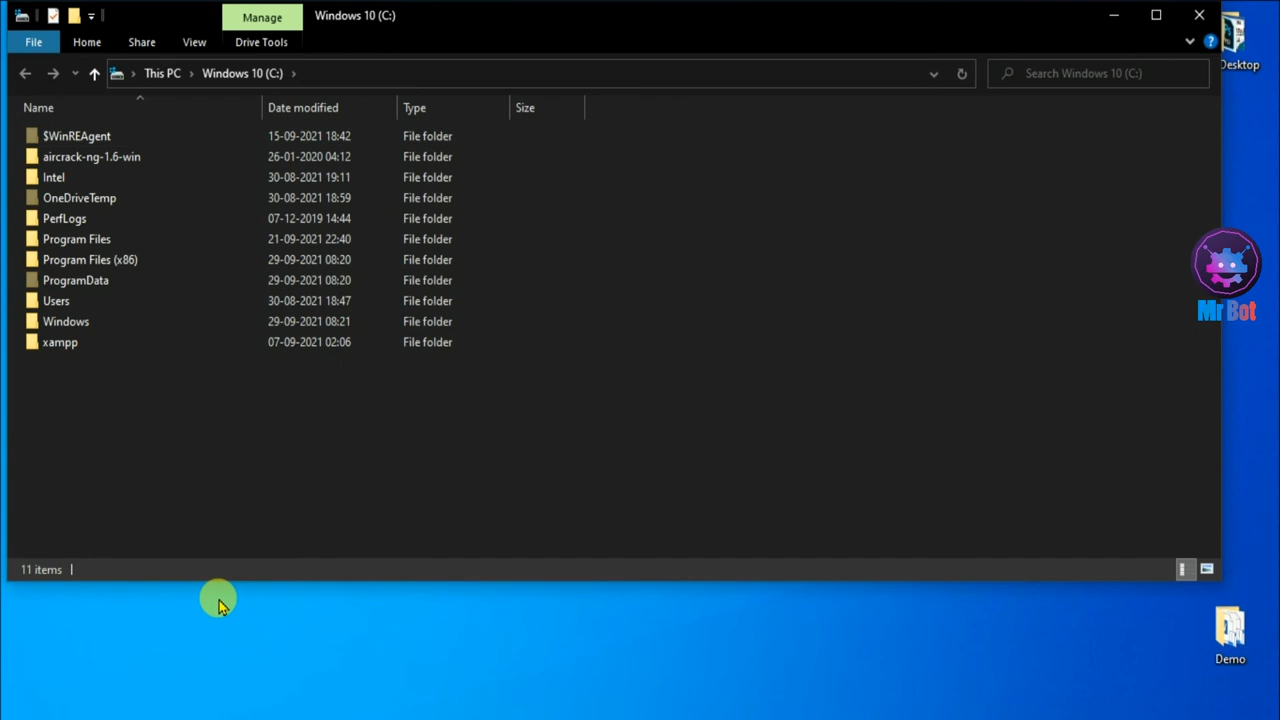 Manage Windows 10 (C:)
File Home Share View Drive Tools
This PC Windows 10 (C:) Search Windows 10 (C:)
Name Date modified Type Size
$WinREAgent 15-09-2021 18:42 File folder
aircrack-ng-1.6-win 26-01-2020 04:12 File folder
Intel 30-08-2021 19:11 File folder
OneDriveTemp 30-08-2021 18:59 File folder
PerfLogs 07-12-2019 14:44 File folder
Program Files 21-09-2021 22:40 File folder
Program Files (x86) 29-09-2021 08:20 File folder
ProgramData 29-09-2021 08:20 File folder
Users 30-08-2021 18:47 File folder
Windows 29-09-2021 08:21 File folder
xampp 07-09-2021 02:06 File folder
11 items
Desktop
Mr Bot
Demo